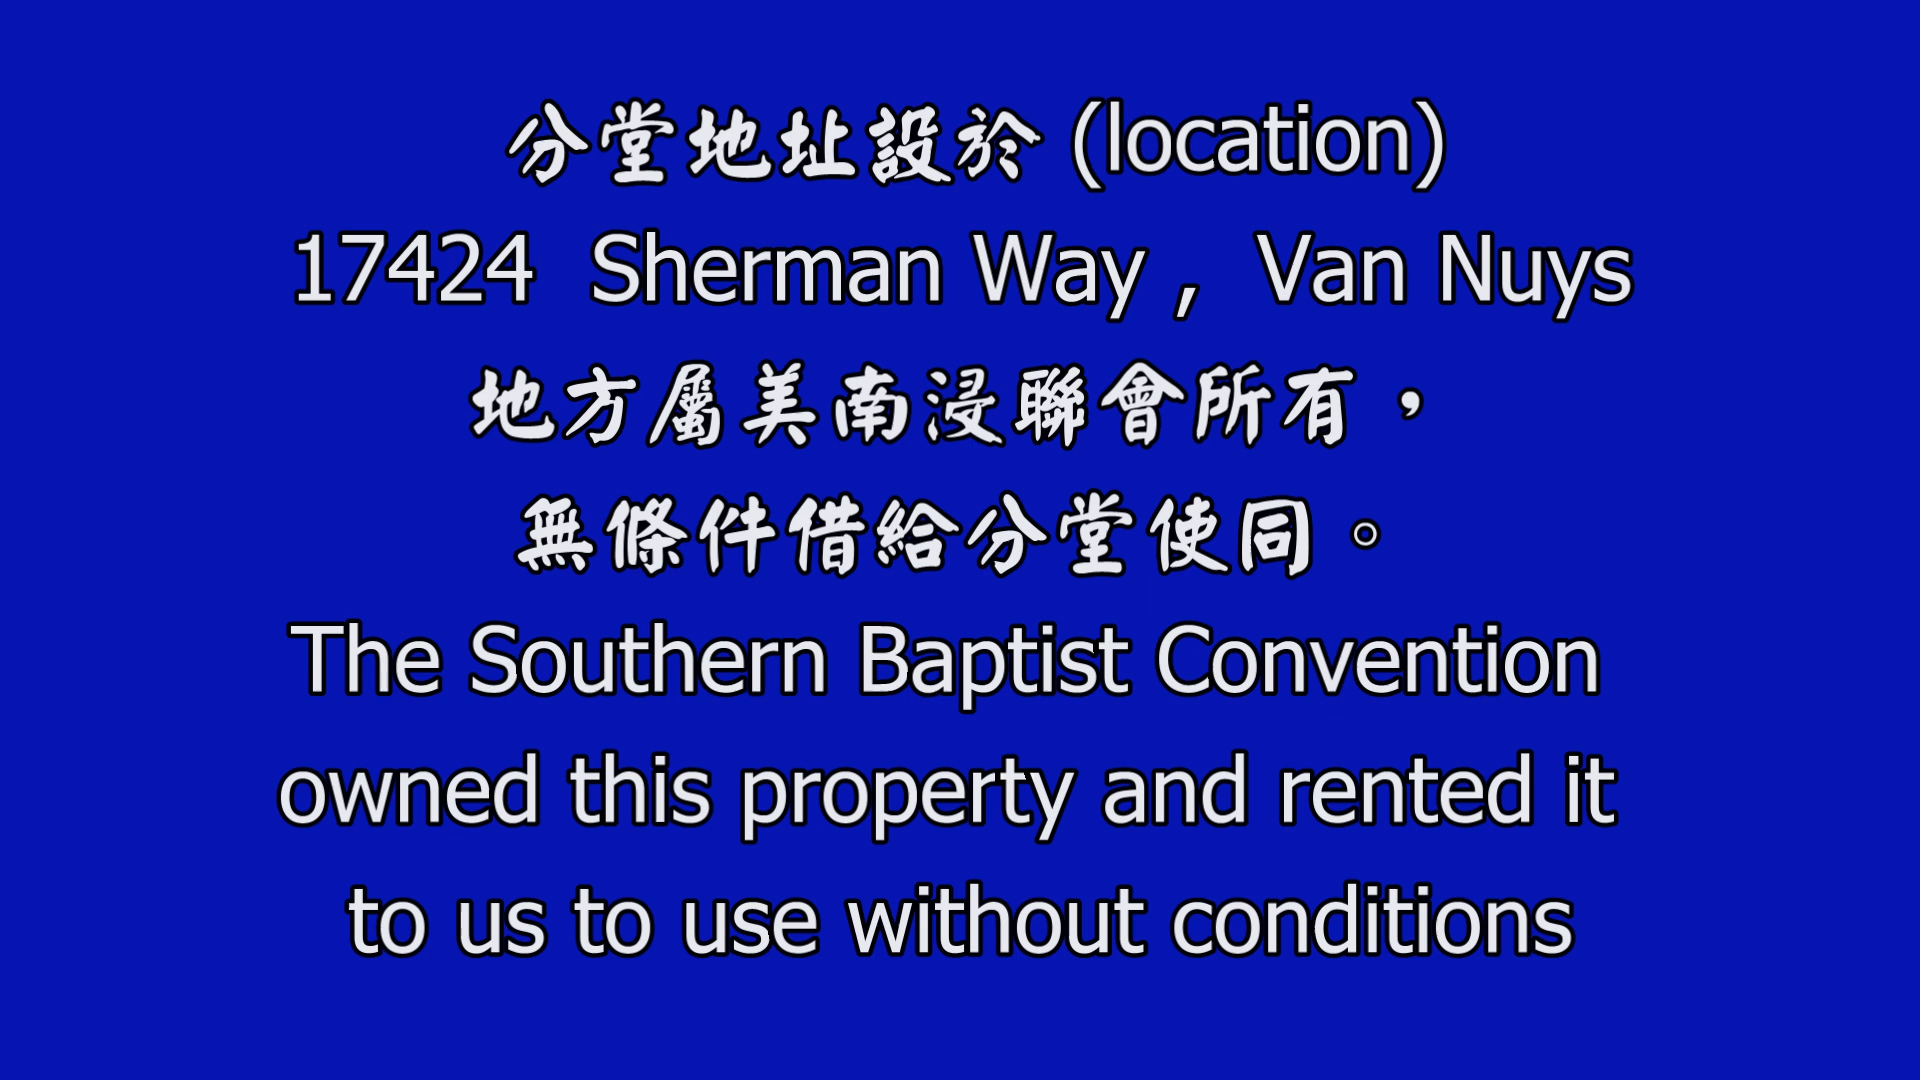 分堂地址設於 (location)
17424 Sherman Way , Van Nuys
地方屬美南浸聯會所有，
無條件借給分堂使同。
The Southern Baptist Convention
owned this property and rented it
to us to use without conditions